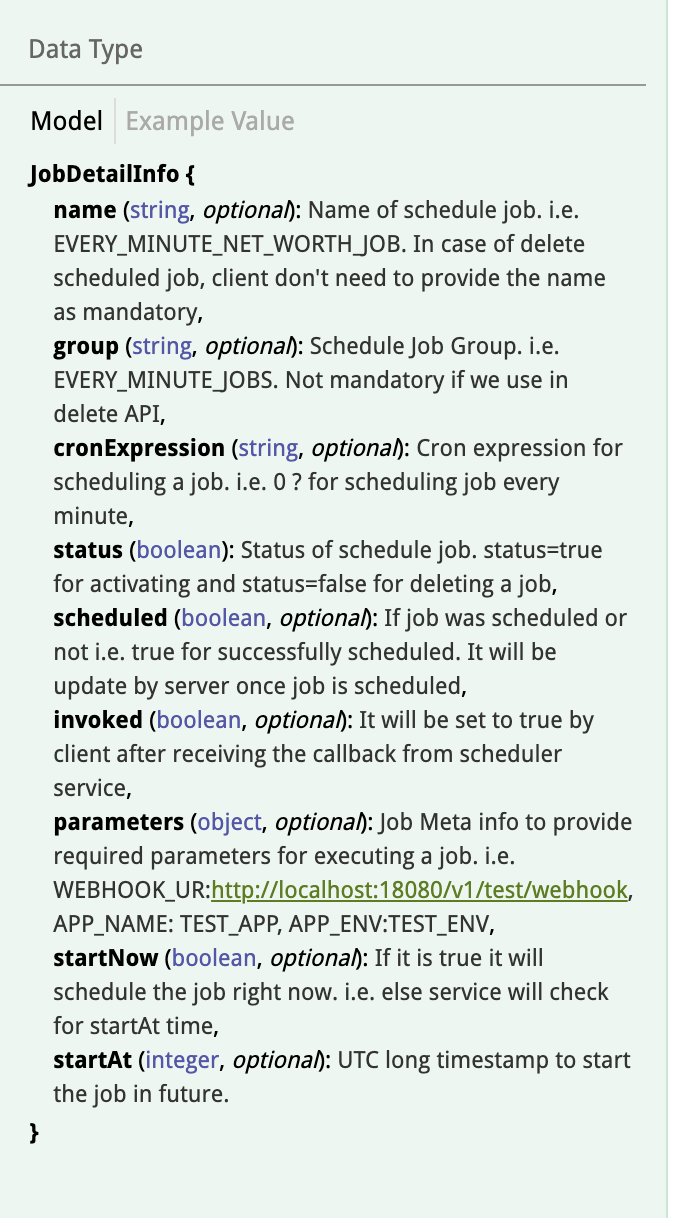 Data Type
Model Example Value
JobDetailInfo {
name (string, optional): Name of schedule job. i.e.
EVERY_MINUTE_NET_WORTH_JOB. In case of delete
scheduled job, client don't need to provide the name
as mandatory,
group (string, optional): Schedule Job Group. i.e.
EVERY_MINUTE_JOBS. Not mandatory if we use in
delete API,
cronExpression (string, optional): Cron expression for
scheduling a job. i.e. 0 ? for scheduling job every
minute,
status (boolean): Status of schedule job. status=true
for activating and status=false for deleting a job,
scheduled (boolean, optional): If job was scheduled or
not i.e. true for successfully scheduled. It will be
update by server once job is scheduled,
invoked (boolean, optional): It will be set to true by
client after receiving the callback from scheduler
service,
parameters (object, optional): Job Meta info to provide
required parameters for executing a job. i.e.
WEBHOOK_UR:http://localhost:18080/v1/test/webhook,
APP_NAME: TEST_APP, APP_ENV:TEST_ENV,
startNow (boolean, optional): If it is true it will
schedule the job right now. i.e. else service will check
for startAt time,
startAt (integer, optional): UTC long timestamp to start
the job in future.
}